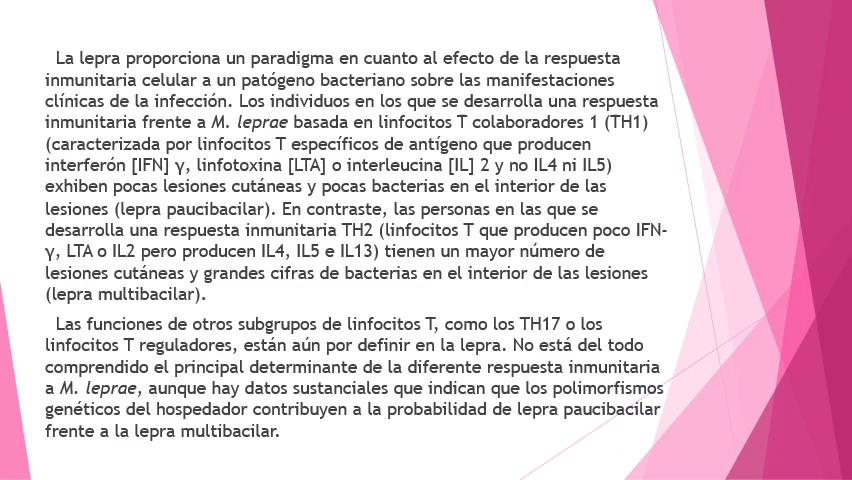 La lepra proporciona un paradigma en cuanto al efecto de la respuesta
inmunitaria celular a un patógeno bacteriano sobre las manifestaciones
clínicas de la infección. Los individuos en los que se desarrolla una respuesta
inmunitaria frente a M. leprae basada en linfocitos T colaboradores 1 (TH1)
(caracterizada por linfocitos T específicos de antígeno que producen
interferón [IFN] γ, linfotoxina [LTA] o interleucina [IL] 2 y no IL4 ni IL5)
exhiben pocas lesiones cutáneas y pocas bacterias en el interior de las
lesiones (lepra paucibacilar). En contraste, las personas en las que se
desarrolla una respuesta inmunitaria TH2 (linfocitos T que producen poco IFN-
γ, LTA o IL2 pero producen IL4, IL5 e IL13) tienen un mayor número de
lesiones cutáneas y grandes cifras de bacterias en el interior de las lesiones
(lepra multibacilar).
Las funciones de otros subgrupos de linfocitos T, como los TH17 o los
linfocitos T reguladores, están aún por definir en la lepra. No está del todo
comprendido el principal determinante de la diferente respuesta inmunitaria
a M. leprae, aunque hay datos sustanciales que indican que los polimorfismos
genéticos del hospedador contribuyen a la probabilidad de lepra paucibacilar
frente a la lepra multibacilar.